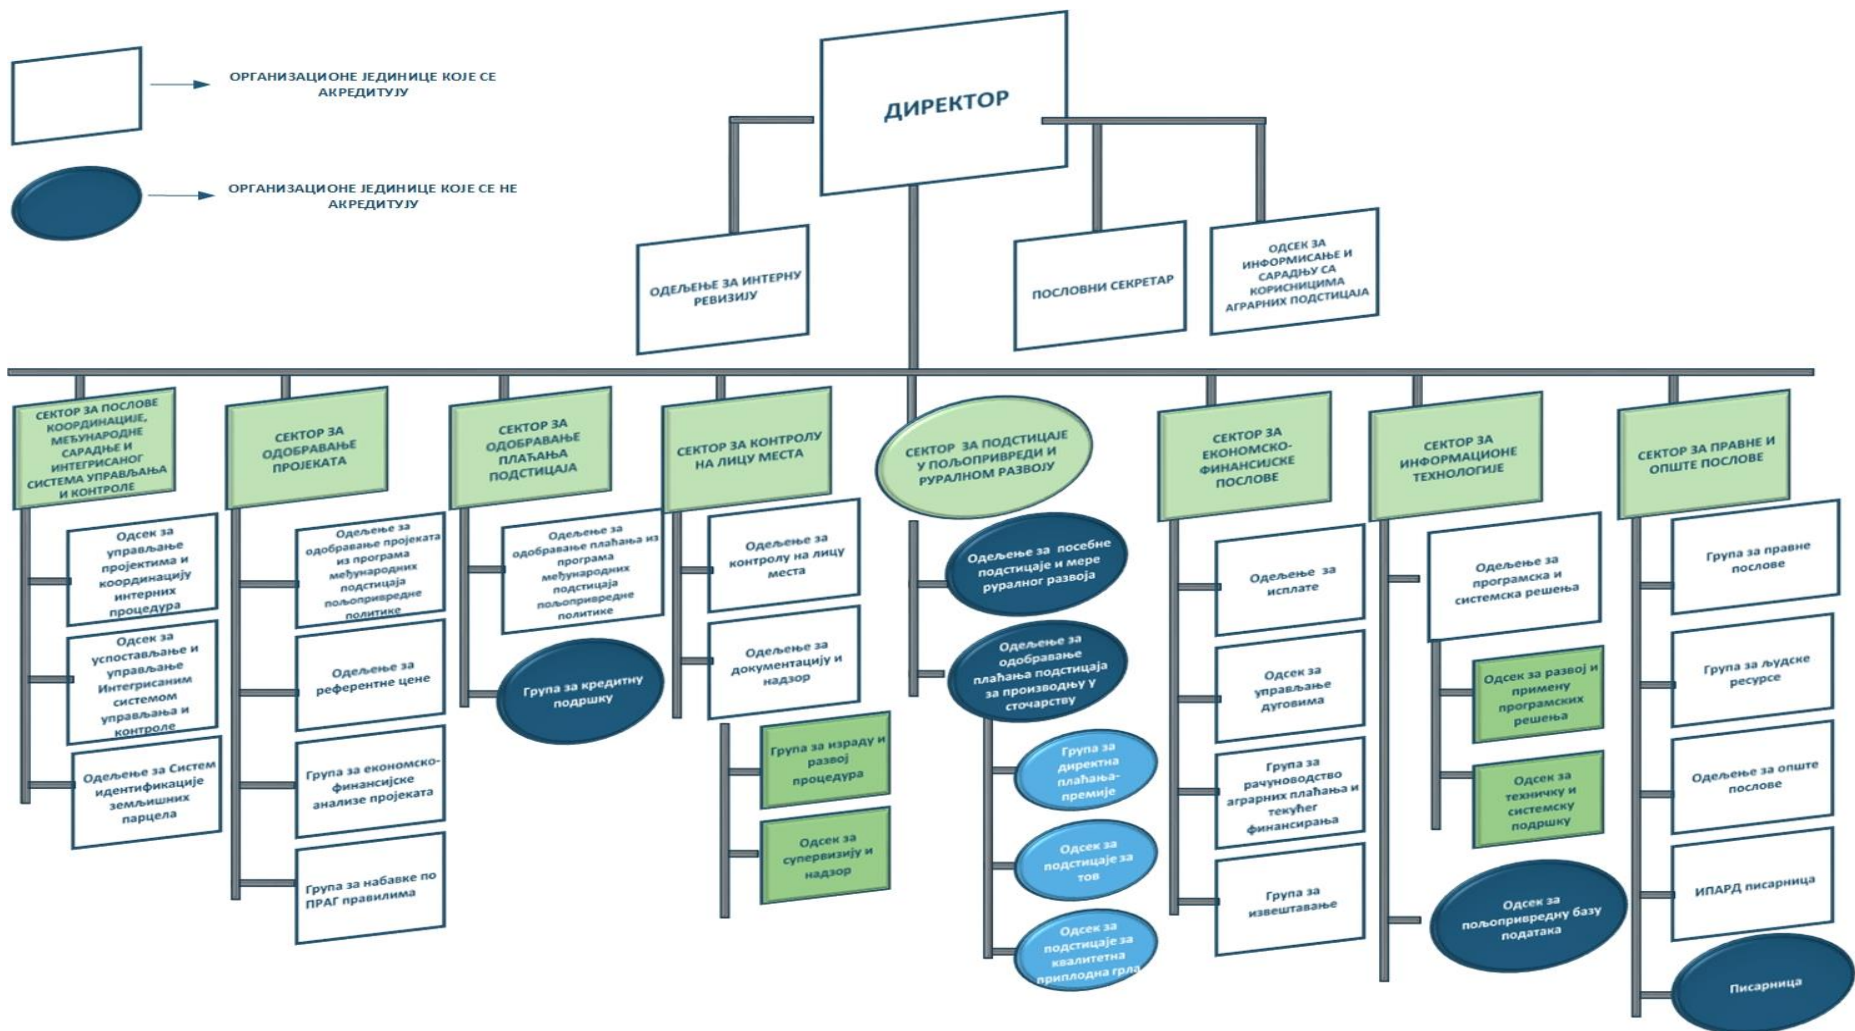 ОРГАНИЗАЦИОНЕ ЈЕДИНИЦЕ КОЈЕ СЕ
АКРЕДИТУЈУ
ОРГАНИЗАЦИОНЕ ЈЕДИНИЦЕ КОЈЕ СЕ НЕ
АКРЕДИТУЈУ
ДИРЕКТОР
ОДЕЉЕЊЕ ЗА ИНТЕРНУ
РЕВИЗИЈУ
ПОСЛОВНИ СЕКРЕТАР
ОДСЕК ЗА
ИНФОРМИСАЊЕ И
САРАДЊУ СА
КОРИСНИЦИМА
АГРАРНИХ ПОДСТИЦАЈА
СЕКТОР ЗА ПОСЛОВЕ
КООРДИНАЦИЈЕ,
МЕЂУНАРОДНЕ
САРАДЊЕ И
ИНТЕГРИСАНОГ
СИСТЕМА УПРАВЉАЊА
И КОНТРОЛЕ
Одсек за
управљање
пројектима и
координацију
интерних
процедура
Одсек за
успостављање и
управљање
Интегрисаним
системом
управљања и
контроле
Одељење за Систем
идентификације
земљишних
парцела
СЕКТОР ЗА
ОДОБРАВАЊЕ
ПРОЈЕКАТА
Одељење за
одобравање пројеката
из програма
међународних
подстицаја
пољопривредне
политике
Одељење за
референтне цене
Група за економско-
финансијске
анализе пројеката
Група за набавке по
ПРАГ правилима
СЕКТОР ЗА
ОДОБРАВАЊЕ
ПЛАЋАЊА
ПОДСТИЦАЈА
Одељење за
одобравање плаћања из
програма
међународних
подстицаја
пољопривредне
политике
Група за кредитну
подршку
СЕКТОР ЗА КОНТРОЛУ
НА ЛИЦУ МЕСТА
Одељење за
контролу на лицу
места
Одељење за
документацију и
надзор
Група за израду и
развој
процедура
Одсек за
супервизију и
надзор
СЕКТОР ЗА ПОДСТИЦАЈЕ
У ПОЉОПРИВРЕДИ И
РУРАЛНОМ РАЗВОЈУ
Одељење за посебне
подстицаје и мере
руралног развоја
Одељење за
одобравање
плаћања подстицаја
за производњу у
сточарству
Група за
директна
плаћања-
премије
Одсек за
подстицаје за
тов
Одсек за
подстицаје за
квалитетна
приплодна грла
СЕКТОР ЗА
ЕКОНОМСКО-
ФИНАНСИЈСКЕ
ПОСЛОВЕ
Одељење за
исплате
Одсек за
управљање
дуговима
Група за
рачуноводство
аграрних плаћања и
текућег
финансирања
Група за
извештавање
СЕКТОР ЗА
ИНФОРМАЦИОНЕ
ТЕХНОЛОГИЈЕ
Одељење за
програмска и
системска решења
Одсек за развој и
примену
програмских
решења
Одсек за
техничку и
системску
подршку
Одсек за
пољопривредну базу
података
СЕКТОР ЗА ПРАВНЕ И
ОПШТЕ ПОСЛОВЕ
Група за правне
послове
Група за људске
ресурсе
Одељење за опште
послове
ИПАРД писарница
Писарница